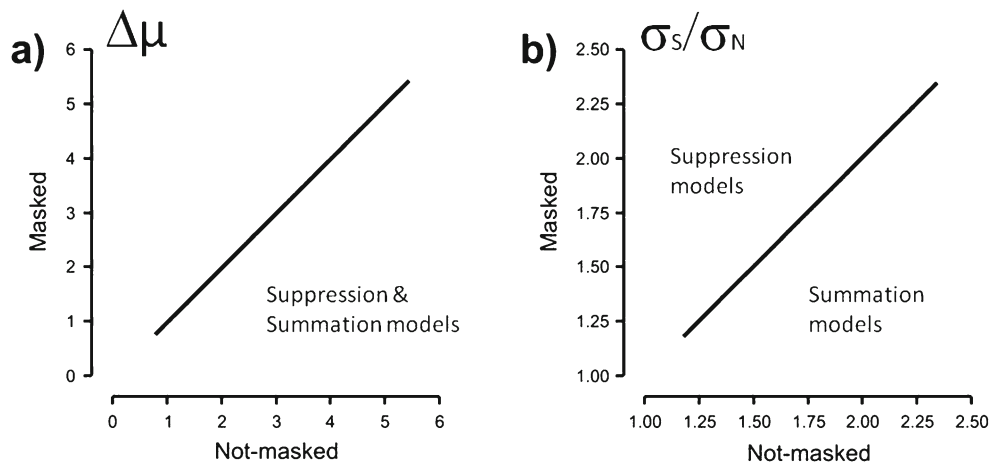 a)
Δμ
6
5
4
3
2
1
0
Masked
Suppression &
Summation models
0 1 2 3 4 5 6
Not-masked
b)
σS/σN
2.50
2.25
2.00
1.75
1.50
1.25
1.00
Masked
Suppression
models
Summation
models
1.00 1.25 1.50 1.75 2.00 2.25 2.50
Not-masked